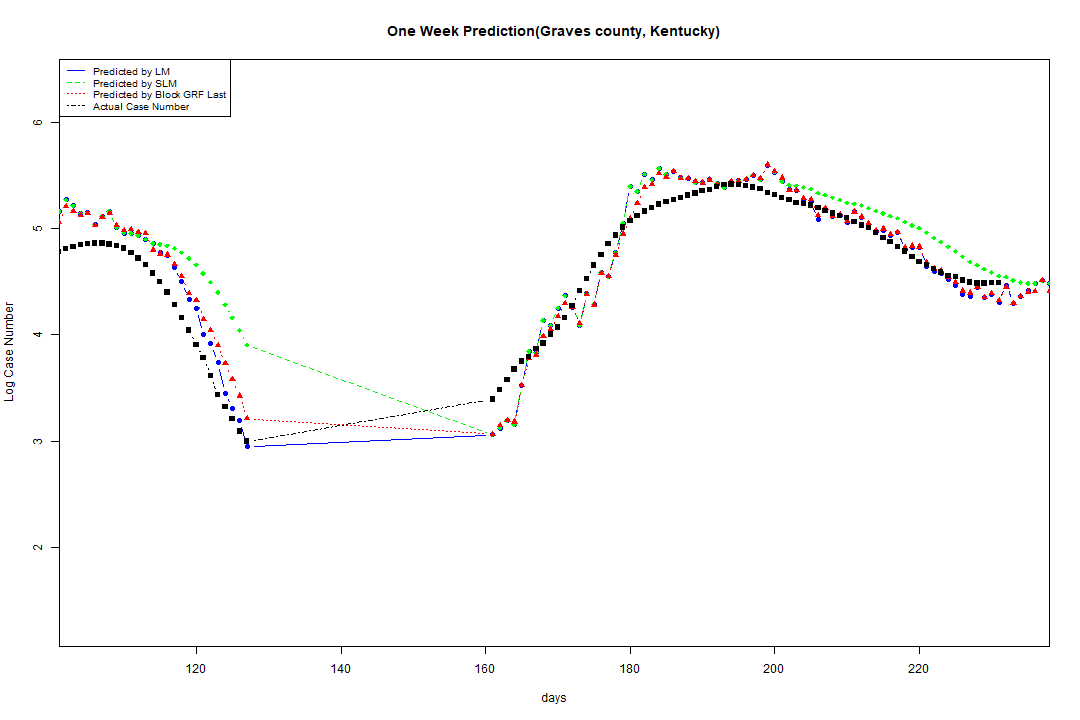 One Week Prediction(Graves county, Kentucky)
Predicted by LM
Predicted by SLM
Predicted by Block GRF Last
Actual Case Number
6
5
4
3
2
Log Case Number
120 140 160 180 200 220
days